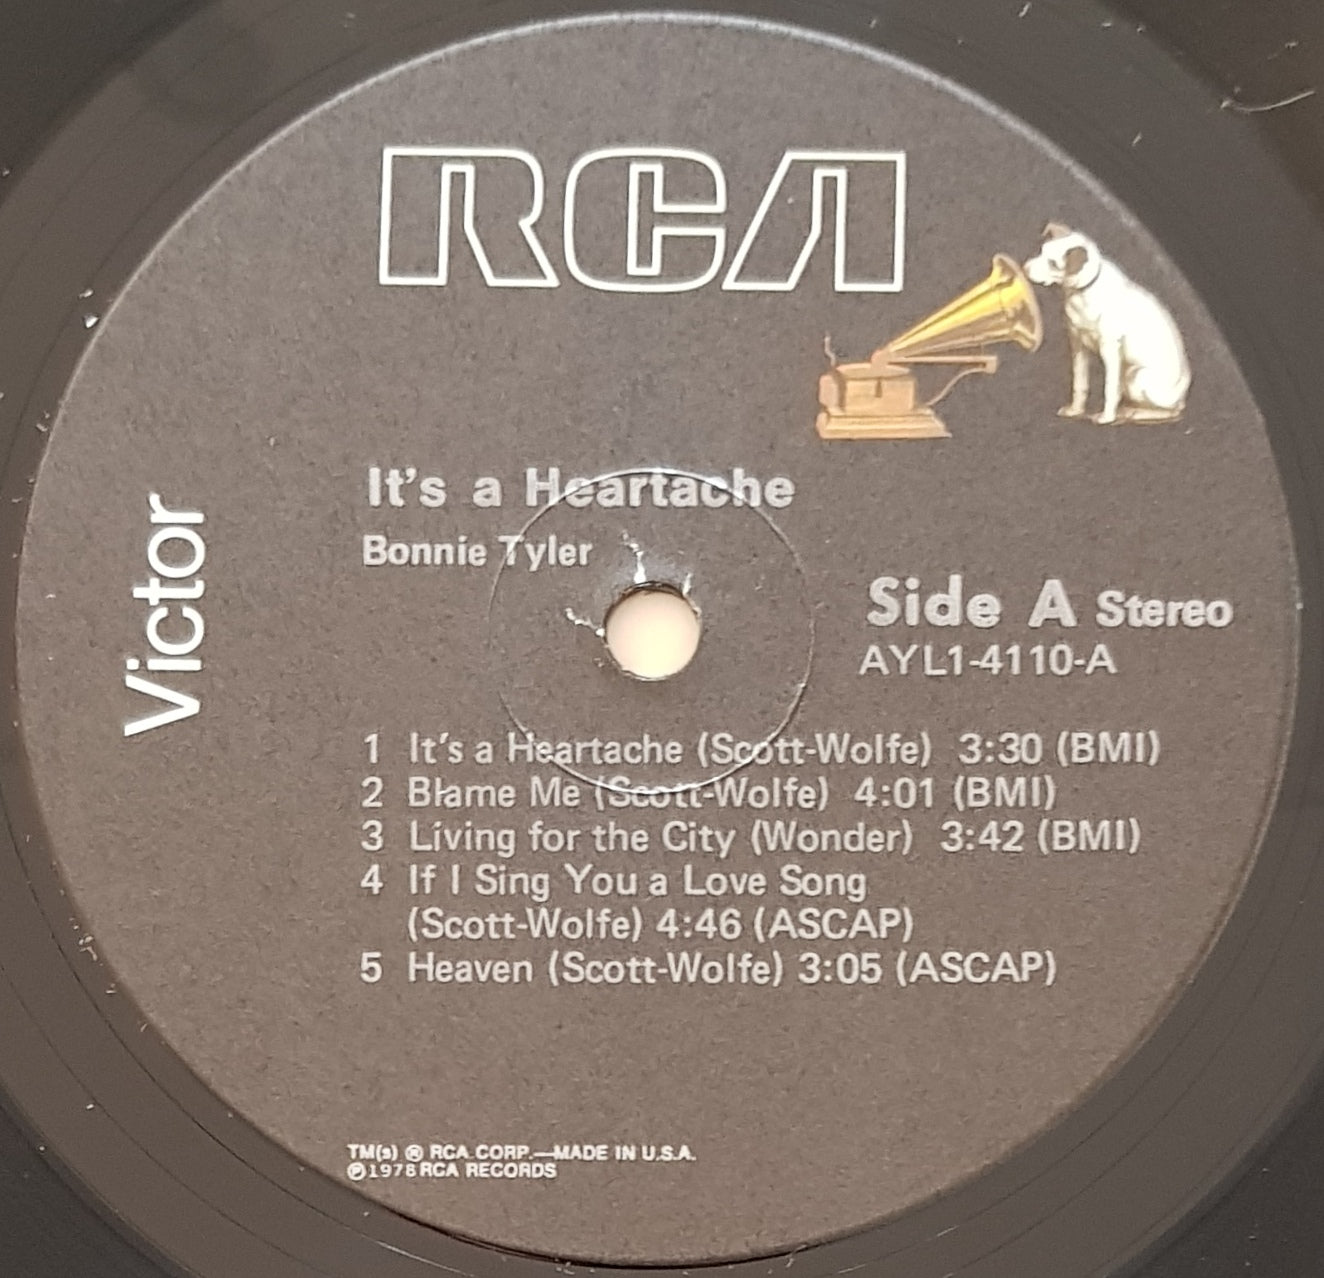 RCA
Victor
It's a Heartache
Bonnie Tyler
Side A Stereo
AYL1-4110-A
1 It's a Heartache (Scott-Wolfe) 3:30 (BMI)
2 Blame Me (Scott-Wolfe) 4:01 (BMI)
3 Living for the City (Wonder) 3:42 (BMI)
4 If I Sing You a Love Song
(Scott-Wolfe) 4:46 (ASCAP)
5 Heaven (Scott-Wolfe) 3:05 (ASCAP)
TM(s) ® RCA CORP.—MADE IN U.S.A.
℗1978 RCA RECORDS